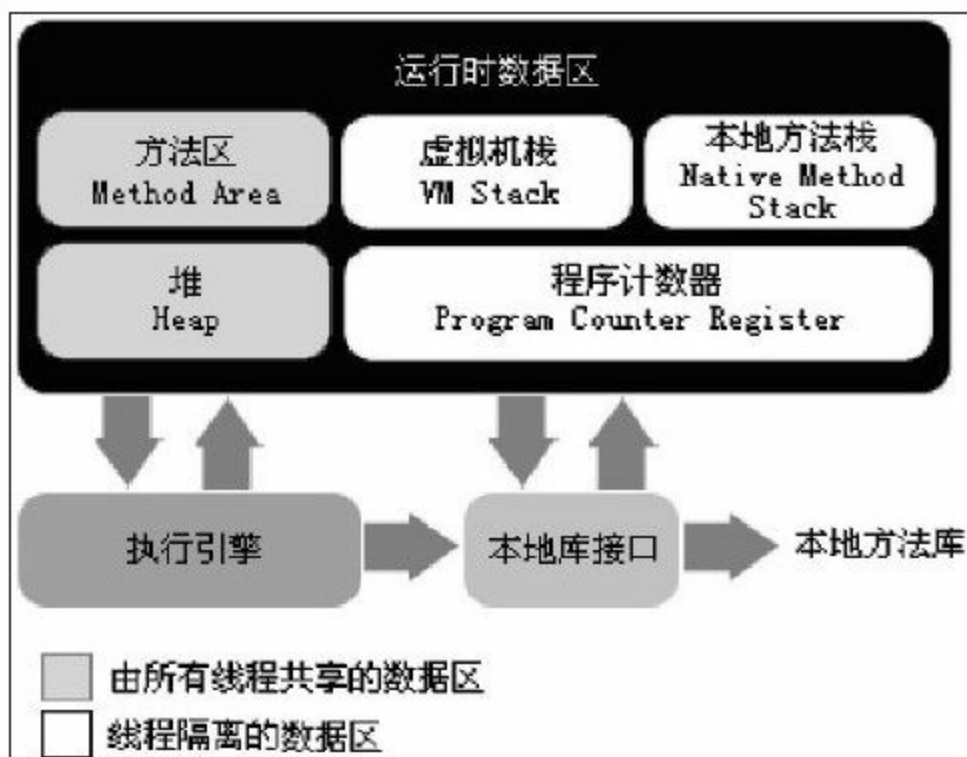 运行时数据区
方法区
Method Area
虚拟机栈
VM Stack
本地方法栈
Native Method
Stack
堆
Heap
程序计数器
Program Counter Register
执行引擎
本地库接口
本地方法库
由所有线程共享的数据区
线程隔离的数据区